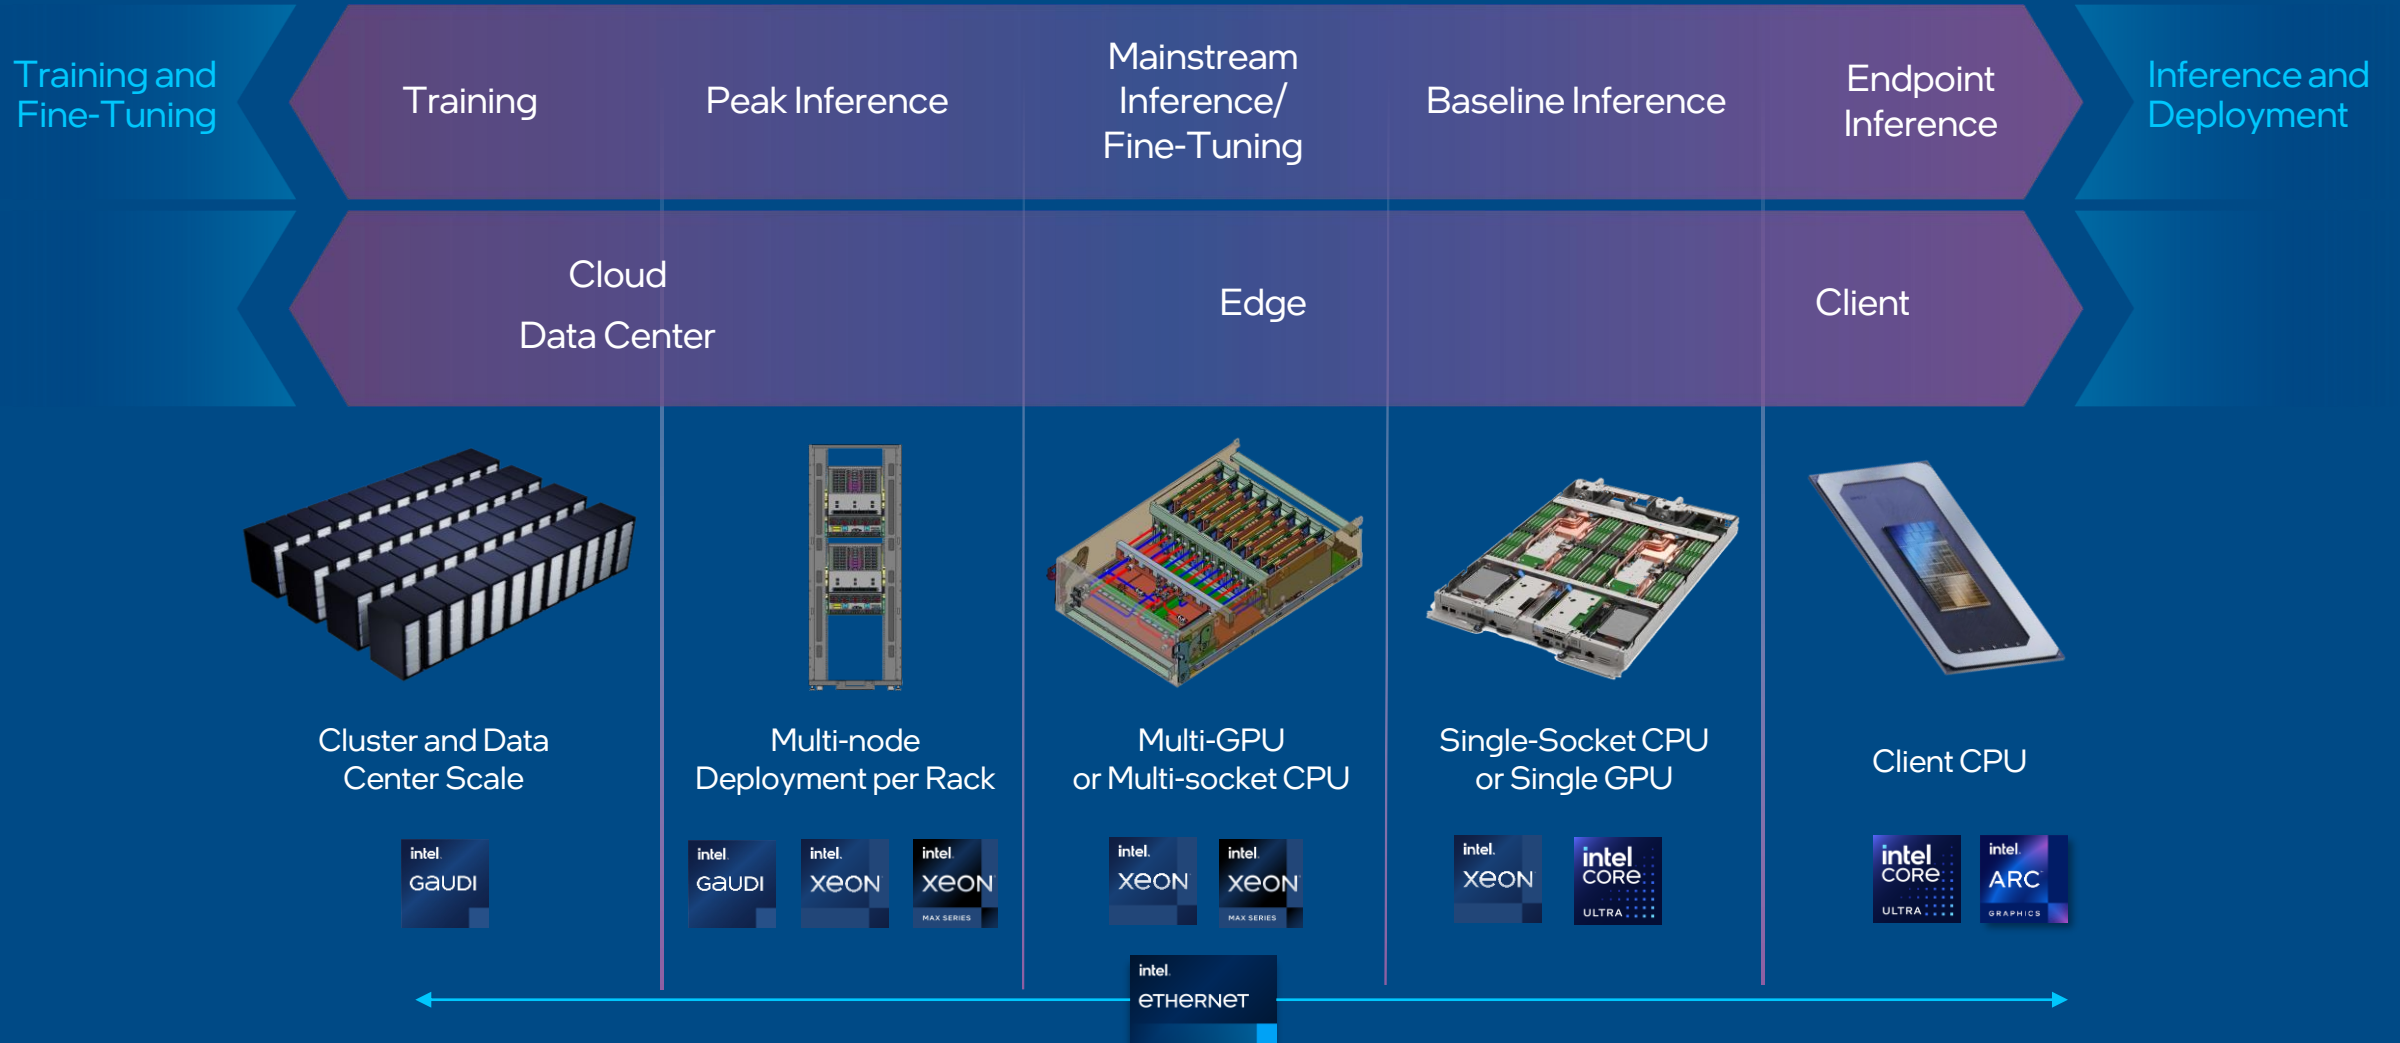 Training and
Fine-Tuning
Training
Peak Inference
Mainstream
Inference/
Fine-Tuning
Baseline Inference
Endpoint
Inference
Inference and
Deployment
Cloud
Data Center
Edge
Client
Cluster and Data
Center Scale
Multi-node
Deployment per Rack
Multi-GPU
or Multi-socket CPU
Single-Socket CPU
or Single GPU
Client CPU
intel.
GAUDI
intel.
GAUDI
intel.
XEON
intel.
XEON
MAX SERIES
intel.
XEON
intel.
XEON
MAX SERIES
intel.
XEON
intel
CORE
ULTRA
intel
CORE
ULTRA
intel.
ARC
GRAPHICS
intel.
ETHERNET